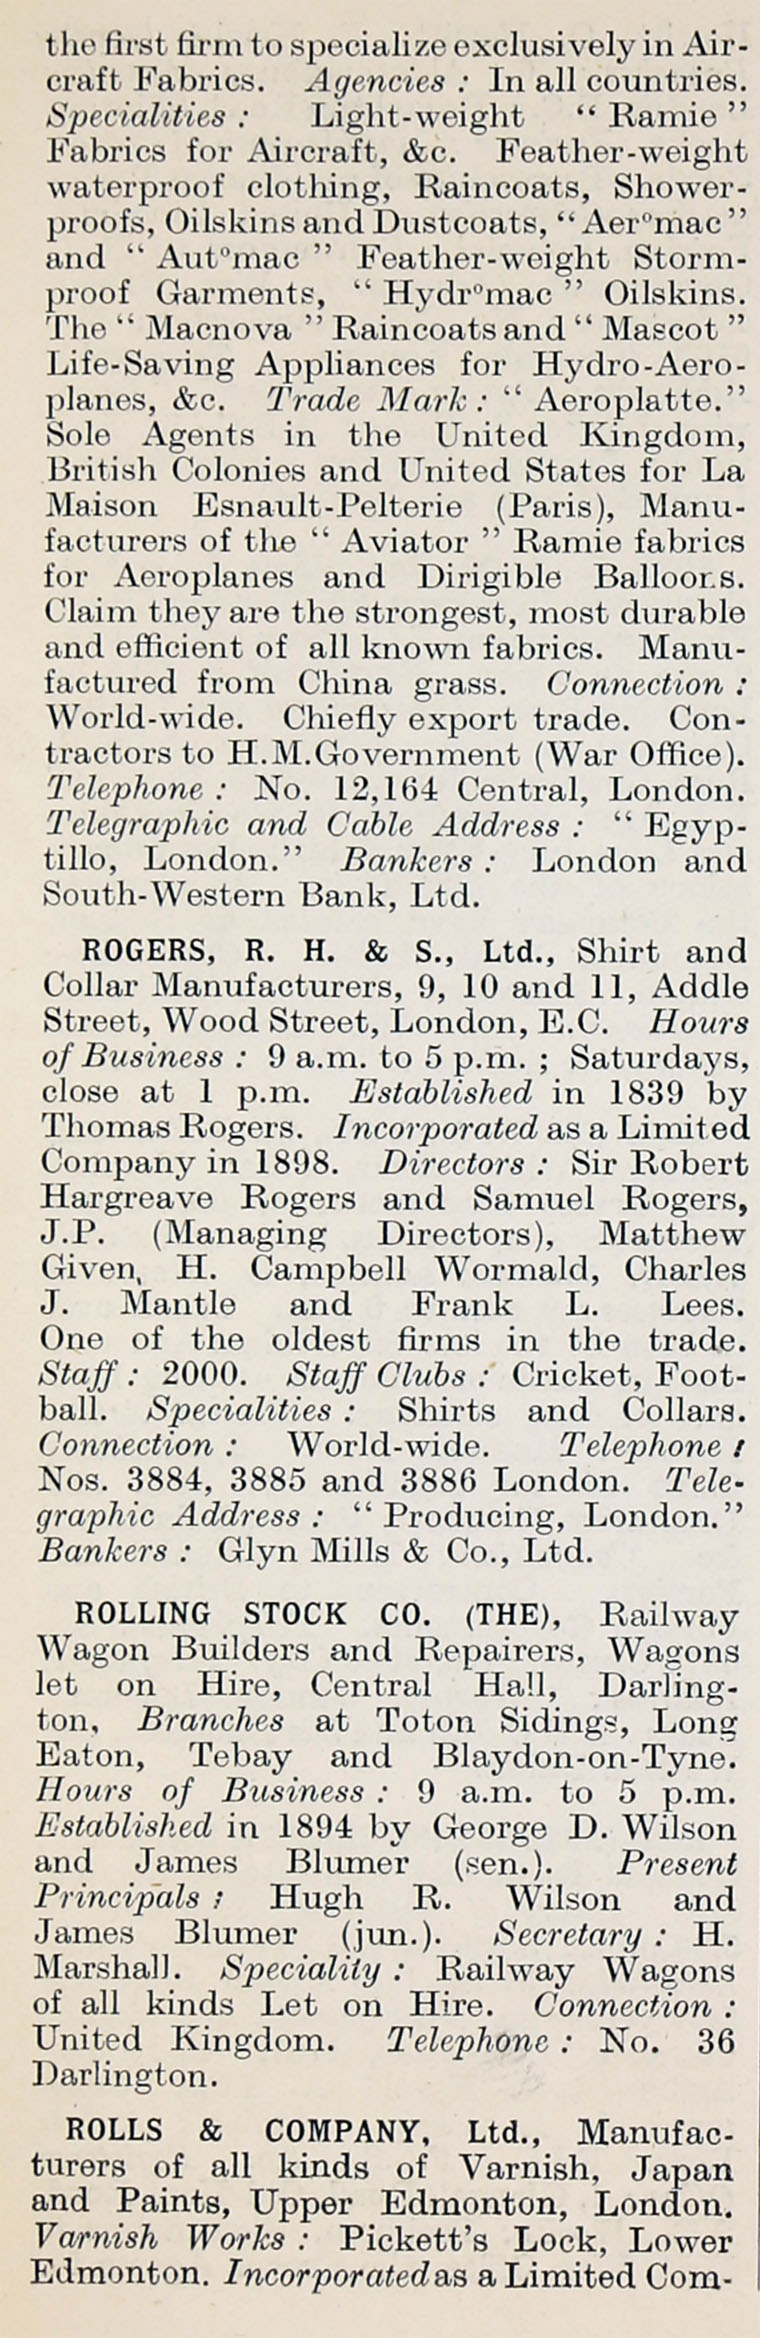 the first firm to specialize exclusively in Air-
craft Fabrics. Agencies : In all countries.
Specialities : Light-weight “ Ramie ”
Fabrics for Aircraft, &c. Feather-weight
waterproof clothing, Raincoats, Shower-
proofs, Oilskins and Dustcoats, “ Aerºmac ”
and “ Autºmac ” Feather-weight Storm-
proof Garments, “ Hydrºmac ” Oilskins.
The “ Macnova ” Raincoats and “ Mascot ”
Life-Saving Appliances for Hydro-Aero-
planes, &c. Trade Mark : “ Aeroplatte.”
Sole Agents in the United Kingdom,
British Colonies and United States for La
Maison Esnault-Pelterie (Paris), Manu-
facturers of the “ Aviator ” Ramie fabrics
for Aeroplanes and Dirigible Balloons.
Claim they are the strongest, most durable
and efficient of all known fabrics. Manu-
factured from China grass. Connection :
World-wide. Chiefly export trade. Con-
tractors to H.M.Government (War Office).
Telephone : No. 12,164 Central, London.
Telegraphic and Cable Address : “ Egyp-
tillo, London.” Bankers : London and
South-Western Bank, Ltd.
ROGERS, R. H. & S., Ltd., Shirt and
Collar Manufacturers, 9, 10 and 11, Addle
Street, Wood Street, London, E.C. Hours
of Business : 9 a.m. to 5 p.m. ; Saturdays,
close at 1 p.m. Established in 1839 by
Thomas Rogers. Incorporated as a Limited
Company in 1898. Directors : Sir Robert
Hargreave Rogers and Samuel Rogers,
J.P. (Managing Directors), Matthew
Given, H. Campbell Wormald, Charles
J. Mantle and Frank L. Lees.
One of the oldest firms in the trade.
Staff : 2000. Staff Clubs : Cricket, Foot-
ball. Specialities : Shirts and Collars.
Connection : World-wide. Telephone :
Nos. 3884, 3885 and 3886 London. Tele-
graphic Address : “ Producing, London.”
Bankers : Glyn Mills & Co., Ltd.
ROLLING STOCK CO. (THE), Railway
Wagon Builders and Repairers, Wagons
let on Hire, Central Hall, Darling-
ton, Branches at Toton Sidings, Long
Eaton, Tebay and Blaydon-on-Tyne.
Hours of Business : 9 a.m. to 5 p.m.
Established in 1894 by George D. Wilson
and James Blumer (sen.). Present
Principals : Hugh R. Wilson and
James Blumer (jun.). Secretary : H.
Marshall. Speciality : Railway Wagons
of all kinds Let on Hire. Connection :
United Kingdom. Telephone : No. 36
Darlington.
ROLLS & COMPANY, Ltd., Manufac-
turers of all kinds of Varnish, Japan
and Paints, Upper Edmonton, London.
Varnish Works : Pickett's Lock, Lower
Edmonton. Incorporated as a Limited Com-